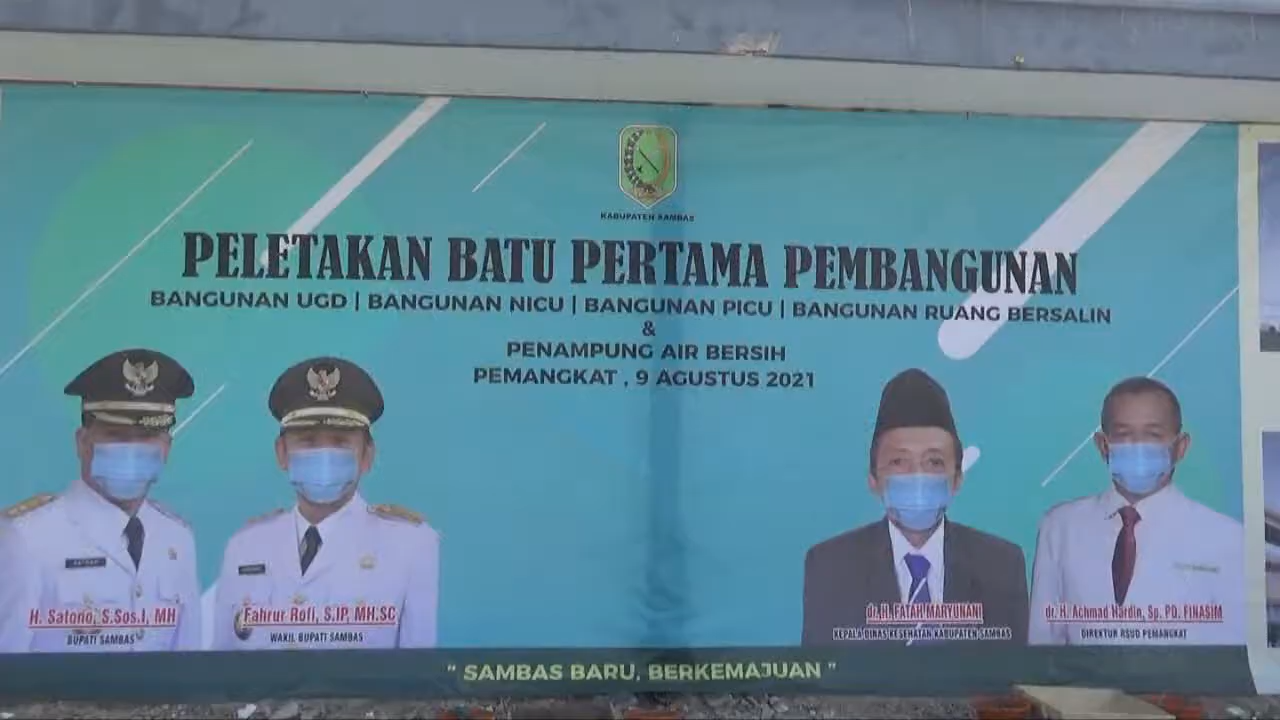 KABUPATEN SAMBAS
PELETAKAN BATU PERTAMA PEMBANGUNAN
BANGUNAN UGD | BANGUNAN NICU | BANGUNAN PICU | BANGUNAN RUANG BERSALIN
&
PENAMPUNG AIR BERSIH
PEMANGKAT , 9 AGUSTUS 2021
H. Satono, S.Sos.I, MH
BUPATI SAMBAS
Fahrur Rofi, S.IP, MH.SC
WAKIL BUPATI SAMBAS
dr. H. FATAH MARYUNANI
KEPALA DINAS KESEHATAN KABUPATEN SAMBAS
dr. H. Achmad Hardin, Sp. PD. FINASIM
DIREKTUR RSUD PEMANGKAT
" SAMBAS BARU, BERKEMAJUAN "